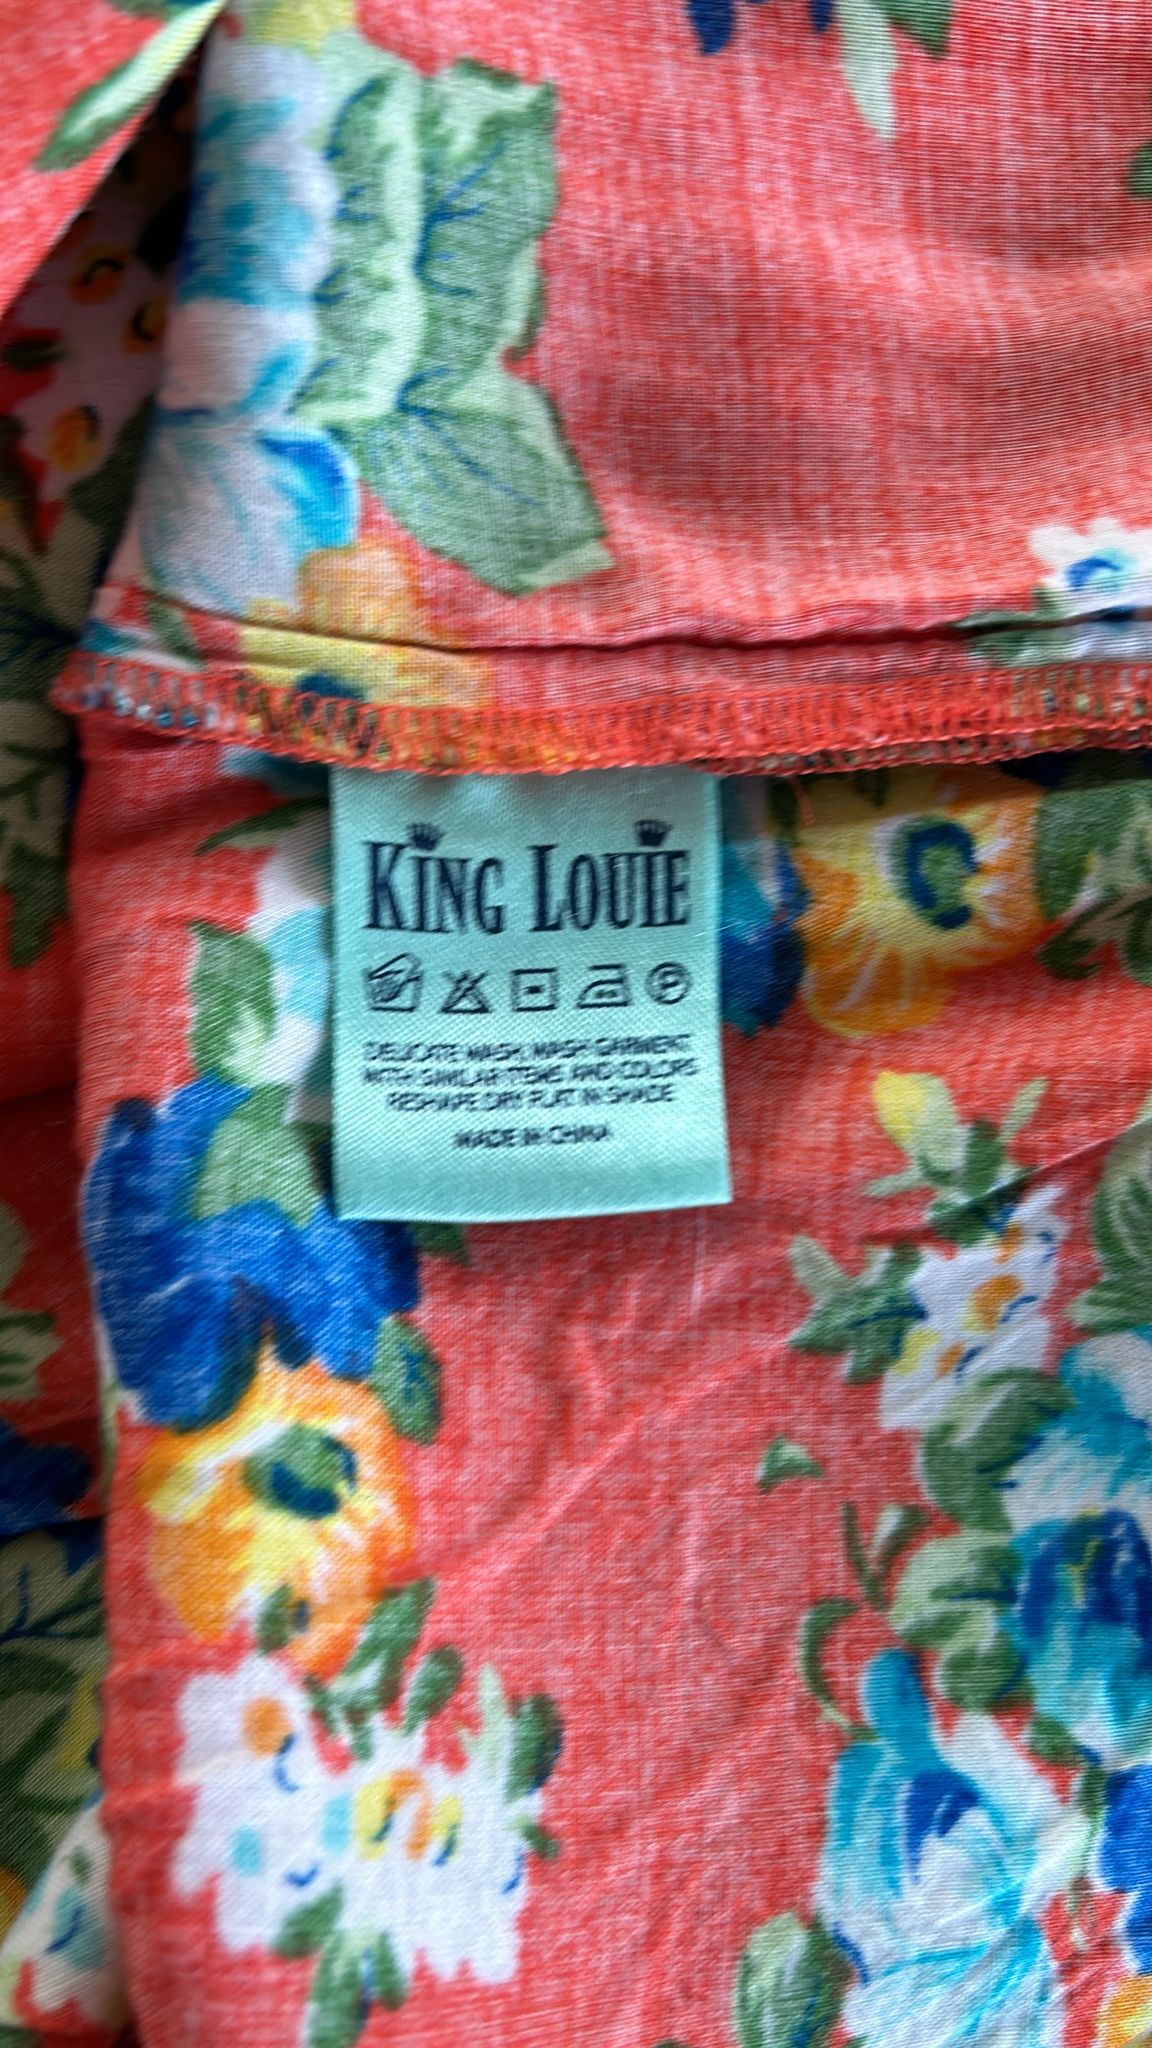 KING LOUIE
P
DELICATE WASH, WASH GARMENT
WITH SIMILAR ITEMS AND COLORS
RESHAPE DRY FLAT IN SHADE
MADE IN CHINA